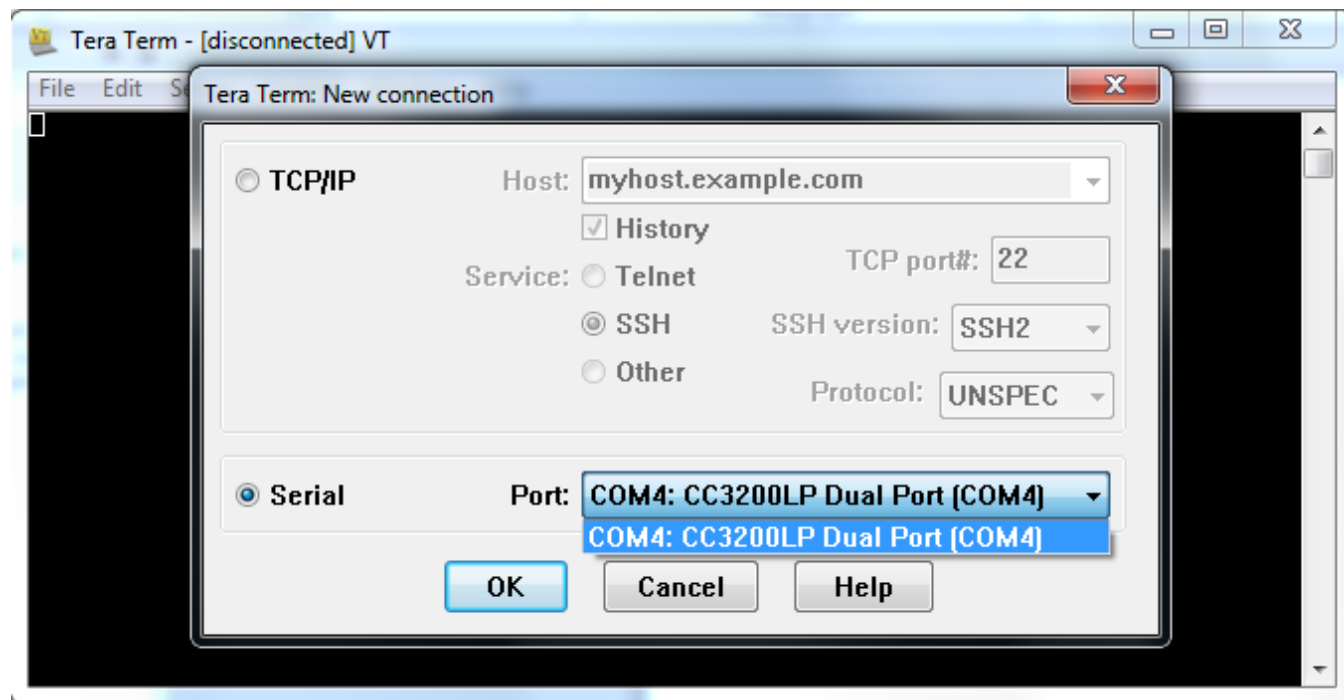 Tera Term - [disconnected] VT
File Edit Se
Tera Term: New connection
TCP/IP Host: myhost.example.com
History
Service: Telnet TCP port#: 22
SSH SSH version: SSH2
Other Protocol: UNSPEC
Serial Port: COM4: CC3200LP Dual Port (COM4)
COM4: CC3200LP Dual Port (COM4)
OK Cancel Help